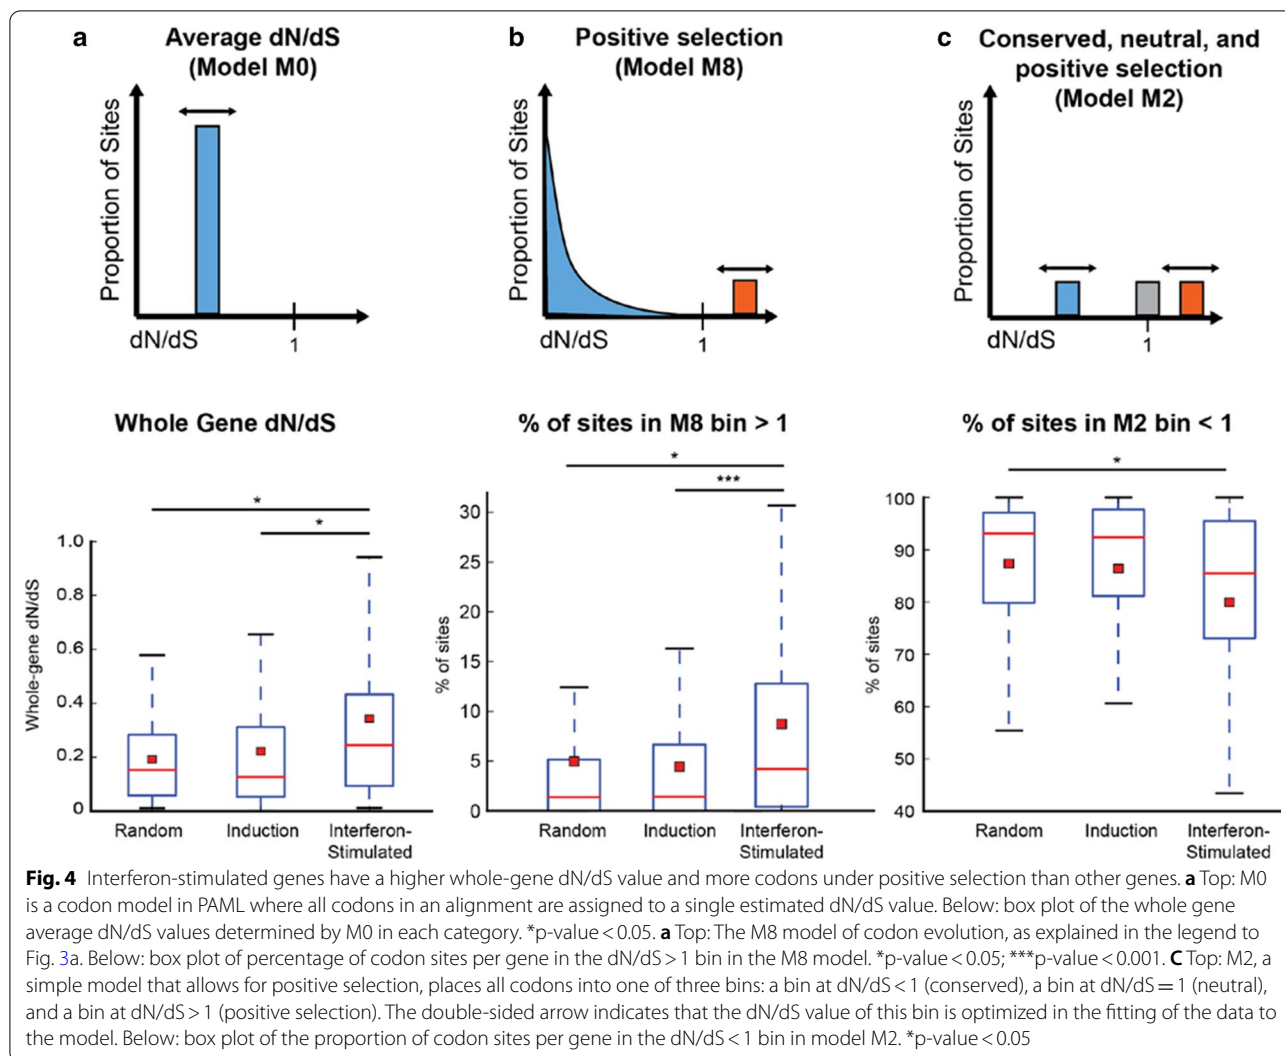 a
Average dN/dS
(Model M0)
Proportion of Sites
dN/dS
1
b
Positive selection
(Model M8)
Proportion of Sites
dN/dS
1
c
Conserved, neutral, and
positive selection
(Model M2)
Proportion of Sites
dN/dS
1
Whole Gene dN/dS
*
*
Whole-gene dN/dS
1.0
0.8
0.6
0.4
0.2
0
Random
Induction
Interferon-
Stimulated
% of sites in M8 bin > 1
*
***
% of sites
30
25
20
15
10
5
0
Random
Induction
Interferon-
Stimulated
% of sites in M2 bin < 1
*
% of sites
100
90
80
70
60
50
40
Random
Induction
Interferon-
Stimulated
Fig. 4 Interferon-stimulated genes have a higher whole-gene dN/dS value and more codons under positive selection than other genes. a Top: M0
is a codon model in PAML where all codons in an alignment are assigned to a single estimated dN/dS value. Below: box plot of the whole gene
average dN/dS values determined by M0 in each category. *p-value < 0.05. a Top: The M8 model of codon evolution, as explained in the legend to
Fig. 3a. Below: box plot of percentage of codon sites per gene in the dN/dS > 1 bin in the M8 model. *p-value < 0.05; ***p-value < 0.001. C Top: M2, a
simple model that allows for positive selection, places all codons into one of three bins: a bin at dN/dS < 1 (conserved), a bin at dN/dS = 1 (neutral),
and a bin at dN/dS > 1 (positive selection). The double-sided arrow indicates that the dN/dS value of this bin is optimized in the fitting of the data to
the model. Below: box plot of the proportion of codon sites per gene in the dN/dS < 1 bin in model M2. *p-value < 0.05